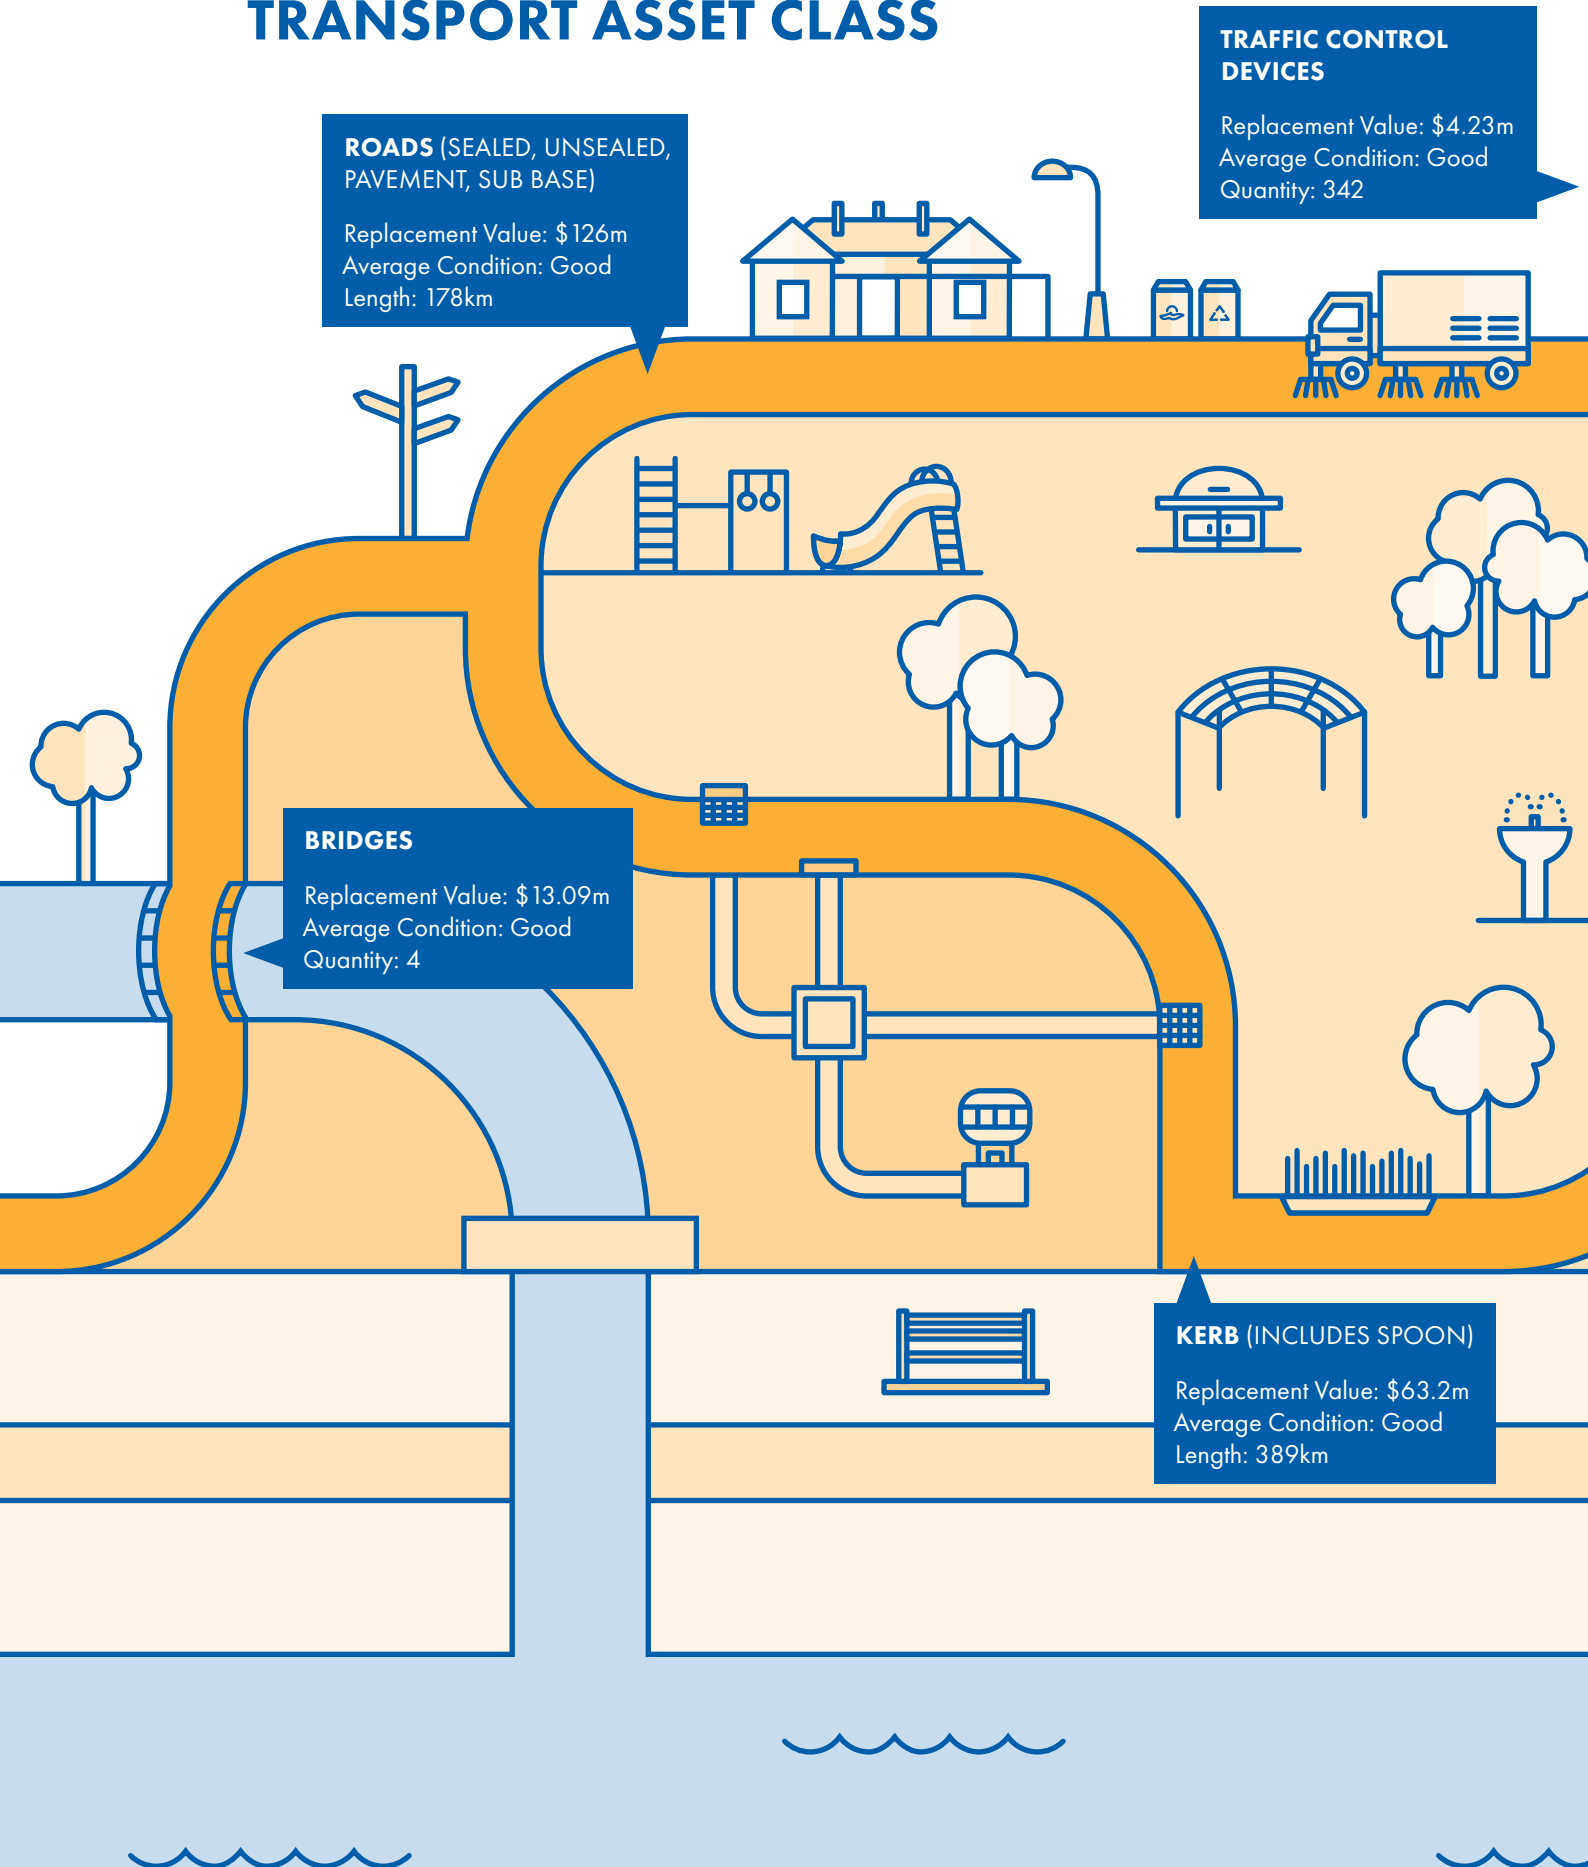 TRANSPORT ASSET CLASS
TRAFFIC CONTROL
DEVICES
Replacement Value: $4.23m
Average Condition: Good
Quantity: 342
ROADS (SEALED, UNSEALED,
PAVEMENT, SUB BASE)
Replacement Value: $126m
Average Condition: Good
Length: 178km
BRIDGES
Replacement Value: $13.09m
Average Condition: Good
Quantity: 4
KERB (INCLUDES SPOON)
Replacement Value: $63.2m
Average Condition: Good
Length: 389km